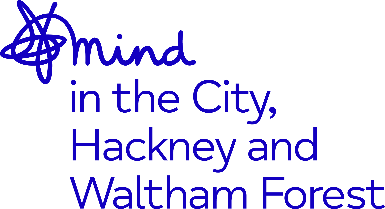 mind
in the City,
Hackney and
Waltham Forest